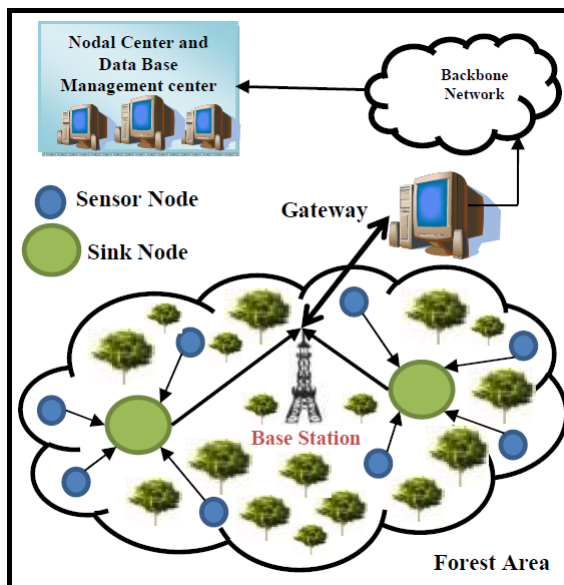 Nodal Center and
Data Base
Management center
Backbone
Network
Sensor Node
Gateway
Sink Node
Base Station
Forest Area